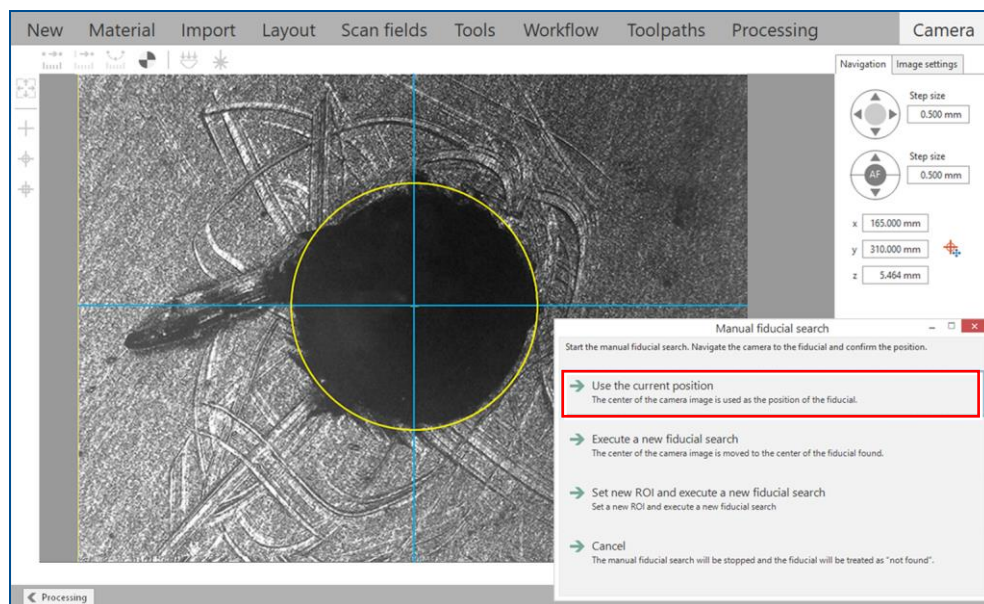 New Material Import Layout Scan fields Tools Workflow Toolpaths Processing Camera
Navigation Image settings
Step size
0.500 mm
AF
Step size
0.500 mm
x 165.000 mm
y 310.000 mm
z 5.464 mm
Manual fiducial search
Start the manual fiducial search. Navigate the camera to the fiducial and confirm the position.
Use the current position
The center of the camera image is used as the position of the fiducial.
Execute a new fiducial search
The center of the camera image is moved to the center of the fiducial found.
Set new ROI and execute a new fiducial search
Set a new ROI and execute a new fiducial search
Cancel
The manual fiducial search will be stopped and the fiducial will be treated as "not found".
Processing